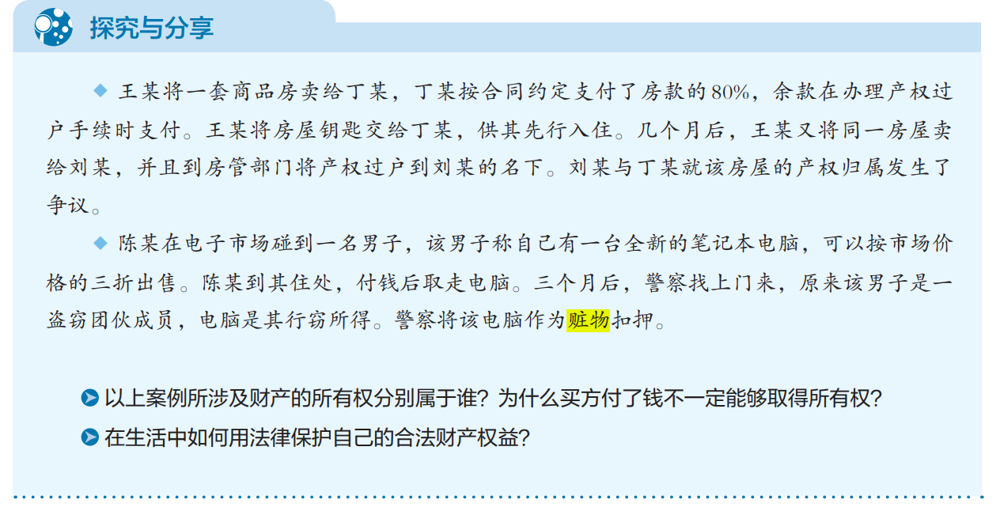 探究与分享
◆ 王某将一套商品房卖给丁某，丁某按合同约定支付了房款的 80%，余款在办理产权过
户手续时支付。王某将房屋钥匙交给丁某，供其先行入住。几个月后，王某又将同一房屋卖
给刘某，并且到房管部门将产权过户到刘某的名下。刘某与丁某就该房屋的产权归属发生了
争议。
◆ 陈某在电子市场碰到一名男子，该男子称自己有一台全新的笔记本电脑，可以按市场价
格的三折出售。陈某到其住处，付钱后取走电脑。三个月后，警察找上门来，原来该男子是一
盗窃团伙成员，电脑是其行窃所得。警察将该电脑作为赃物扣押。
以上案例所涉及财产的所有权分别属于谁？为什么买方付了钱不一定能够取得所有权？
在生活中如何用法律保护自己的合法财产权益？